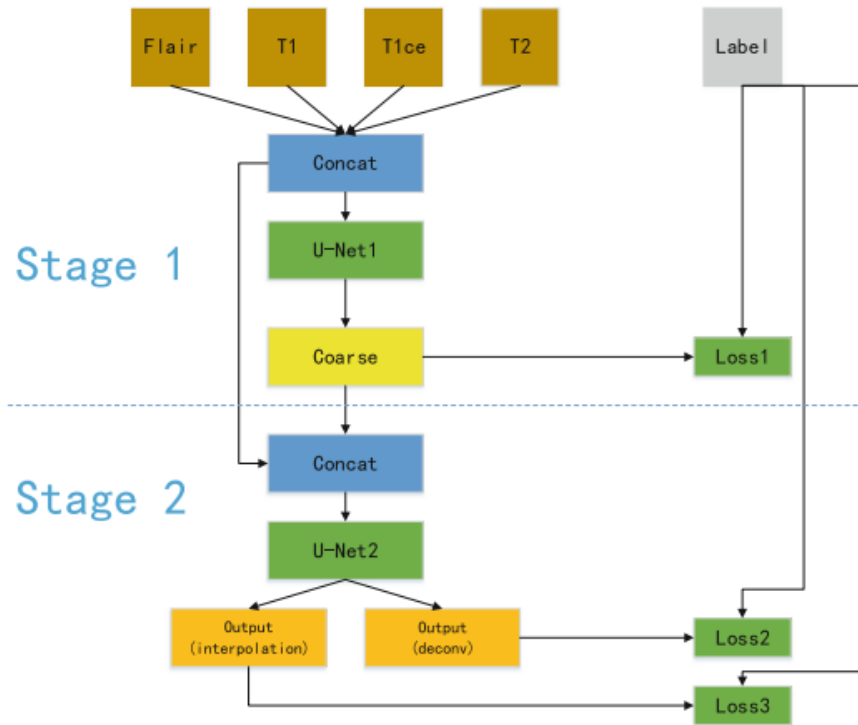 Flair
T1
T1ce
T2
Label
Concat
U-Net1
Stage 1
Coarse
Loss1
Concat
Stage 2
U-Net2
Output
(interpolation)
Output
(deconv)
Loss2
Loss3